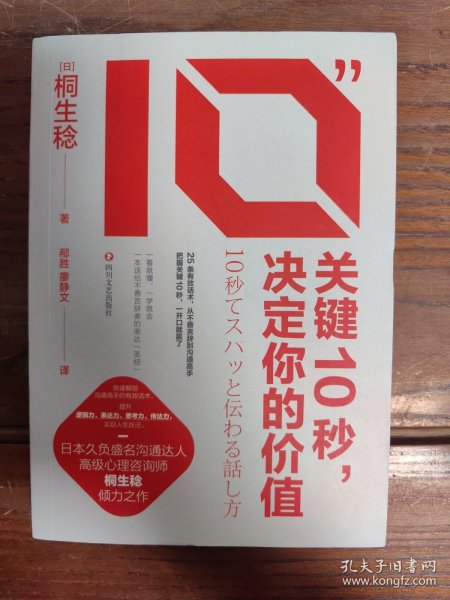 10”
关键10秒，
决定你的价值
10秒てスハッと伝わる話し方
25条有效话术，从不善言辞到沟通高手
把握关键10秒，一开口就赢了
一看就懂，一学就会
一本送给不善言辞者的表达「圣经」
[日]
桐生稔
著
邴胜 廖静文
译
四川文艺出版社
快速解锁
沟通高手的有效话术，
提升
逻辑力、表达力、思考力、传达力，
实现人生跃迁。
日本久负盛名沟通达人
高级心理咨询师
桐生稔
倾力之作
孔夫子旧书网
www.kongfz.com